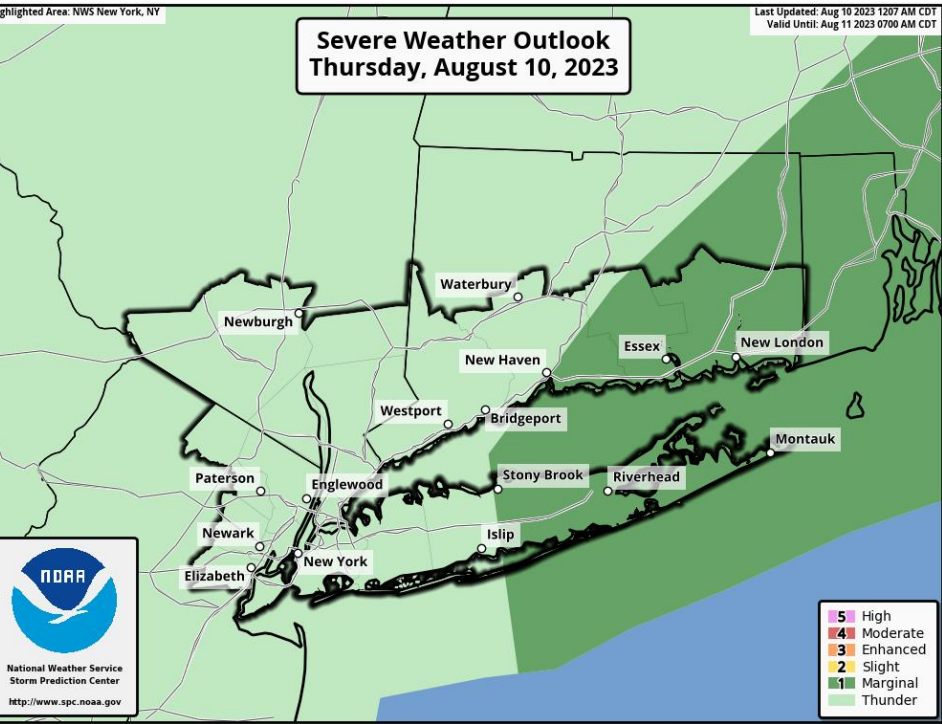 ghlighted Area: NWS New York, NY
Last Updated: Aug 10 2023 1207 AM CDT
Valid Until: Aug 11 2023 0700 AM CDT
Severe Weather Outlook
Thursday, August 10, 2023
Waterbury
Newburgh
Essex
New London
New Haven
Westport
Bridgeport
Montauk
Paterson
Englewood
Stony Brook
Riverhead
Newark
Islip
New York
Elizabeth
NOAA
National Weather Service
Storm Prediction Center
http://www.spc.noaa.gov
5 High
4 Moderate
3 Enhanced
2 Slight
1 Marginal
Thunder